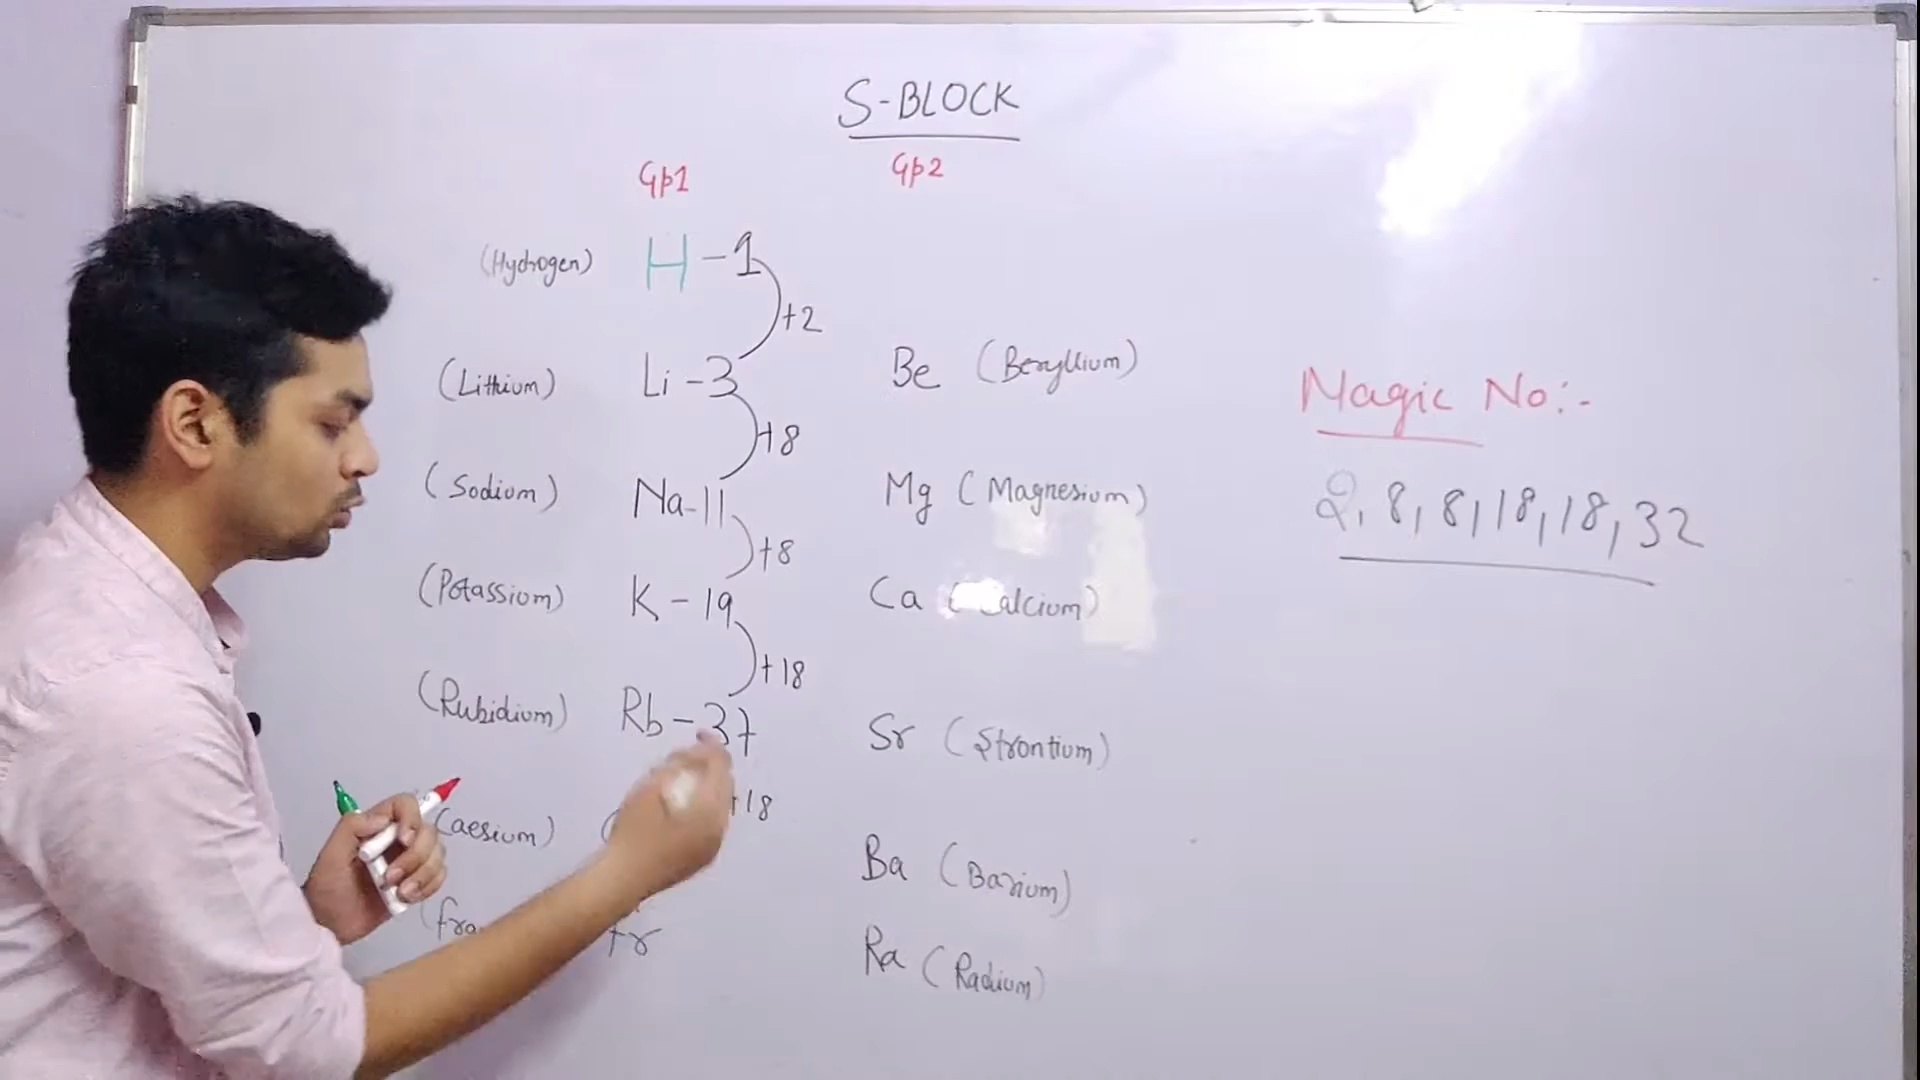 S-BLOCK
Gp1 Gp2
(Hydrogen) H - 1
+2
(Lithium) Li - 3 Be (Beryllium)
Magic No:-
+8
(Sodium) Na-11 Mg (Magnesium)
2, 8, 8, 18, 18, 32
+8
(Potassium) K - 19 Ca (Calcium)
+18
(Rubidium) Rb - 37 Sr (Strontium)
+18
(aesium) Ba (Barium)
Fr Ra (Radium)